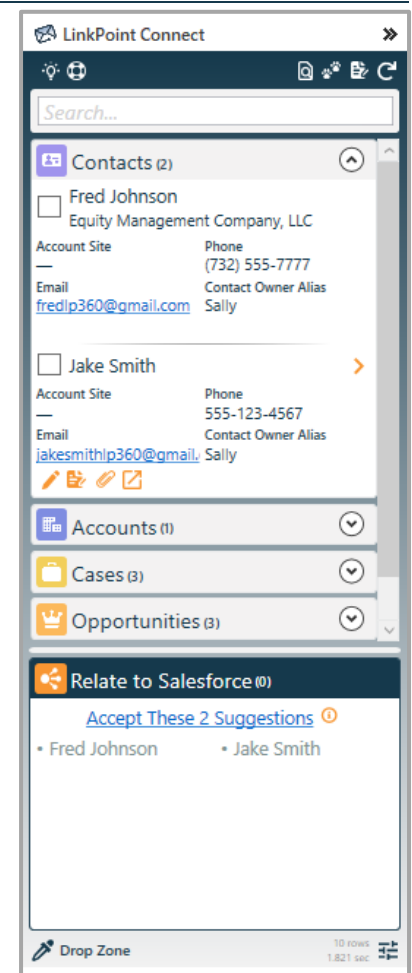 LinkPoint Connect
Search...
Contacts (2)
Fred Johnson
Equity Management Company, LLC
Account Site Phone
— (732) 555-7777
Email Contact Owner Alias
fredlp360@gmail.com Sally
Jake Smith
Account Site Phone
— 555-123-4567
Email Contact Owner Alias
jakesmithlp360@gmail. Sally
Accounts (1)
Cases (3)
Opportunities (3)
Relate to Salesforce (0)
Accept These 2 Suggestions
• Fred Johnson • Jake Smith
Drop Zone
10 rows
1.821 sec